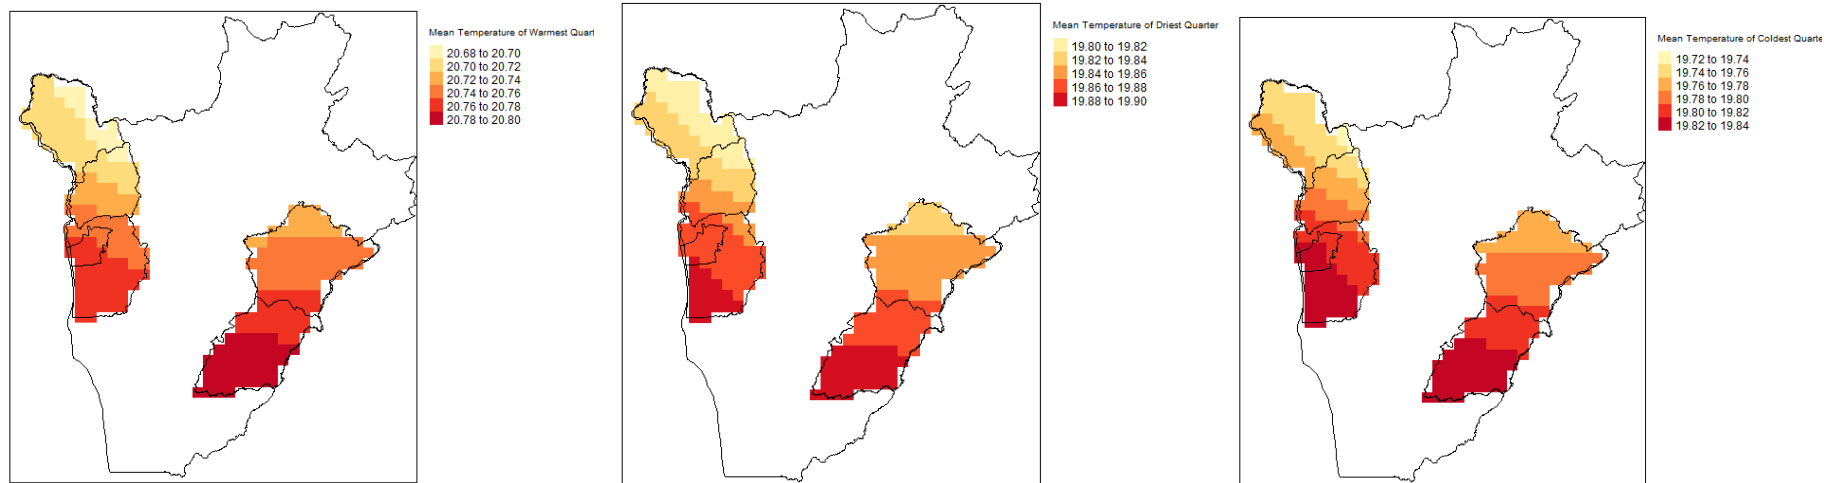 Mean Temperature of Warmest Quart
20.68 to 20.70
20.70 to 20.72
20.72 to 20.74
20.74 to 20.76
20.76 to 20.78
20.78 to 20.80
Mean Temperature of Driest Quarter
19.80 to 19.82
19.82 to 19.84
19.84 to 19.86
19.86 to 19.88
19.88 to 19.90
Mean Temperature of Coldest Quarte
19.72 to 19.74
19.74 to 19.76
19.76 to 19.78
19.78 to 19.80
19.80 to 19.82
19.82 to 19.84